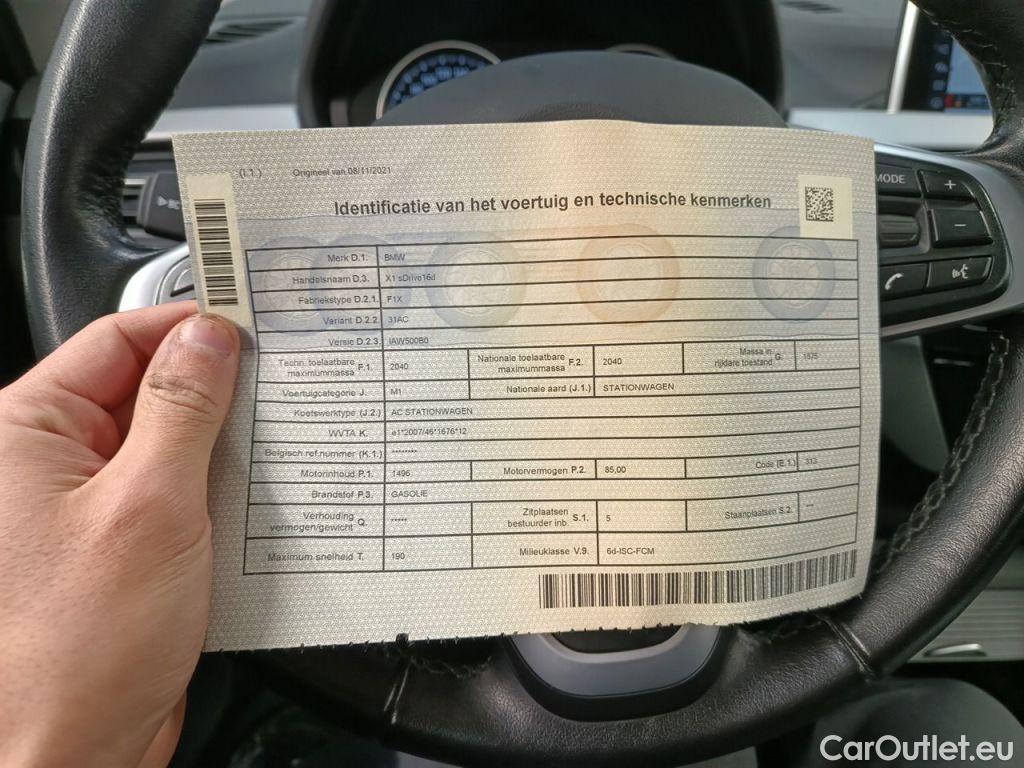 (I.1.) Origineel van 08/11/2021
Identificatie van het voertuig en technische kenmerken
Merk D.1. BMW
Handelsnaam D.3. X1 sDrive16d
Fabriekstype D.2.1. F1X
Variant D.2.2 31AC
Versie D.2.3 IAW500B0
Techn. toelaatbare maximummassa F.1. 2040 Nationale toelaatbare maximummassa F.2. 2040 Massa in rijklare toestand G. 1575
Voertuigcategorie J. M1 Nationale aard (J.1.) STATIONWAGEN
Koetswerktype (J.2.) AC STATIONWAGEN
WVTA K. e1*2007/46*1676*12
Belgisch ref.nummer (K.1.) ********
Motorinhoud P.1. 1496 Motorvermogen P.2. 85,00 Code (E.1.) 313
Brandstof P.3. GASOLIE
Verhouding vermogen/gewicht Q. ***** Zitplaatsen bestuurder inb. S.1. 5 Staanplaatsen S.2. ---
Maximum snelheid T. 190 Milieuklasse V.9. 6d-ISC-FCM
MODE
+
−
CarOutlet.eu